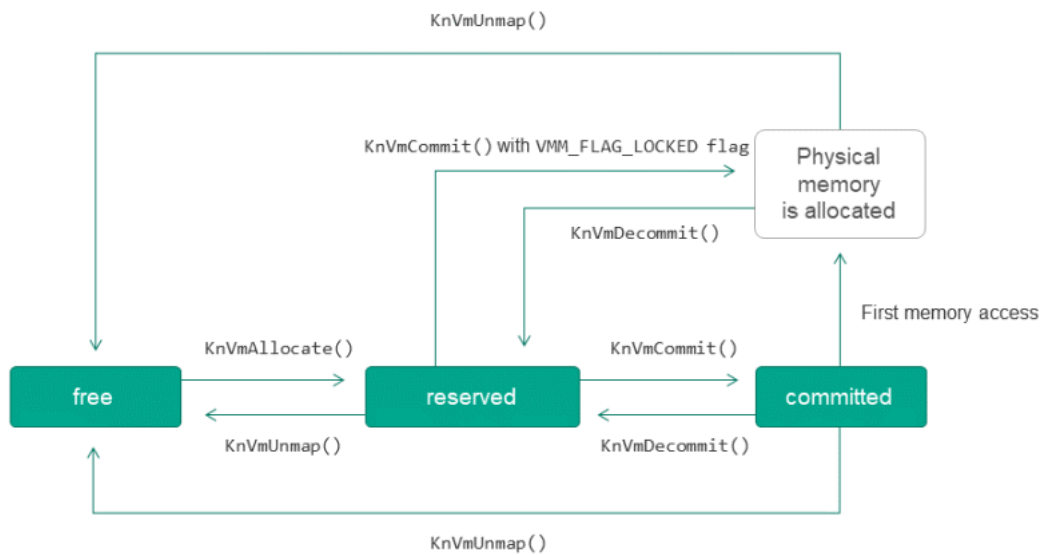 KnVmUnmap()
KnVmCommit() with VMM_FLAG_LOCKED flag
Physical
memory
is allocated
KnVmDecommit()
First memory access
KnVmAllocate()
KnVmCommit()
free
reserved
committed
KnVmUnmap()
KnVmDecommit()
KnVmUnmap()